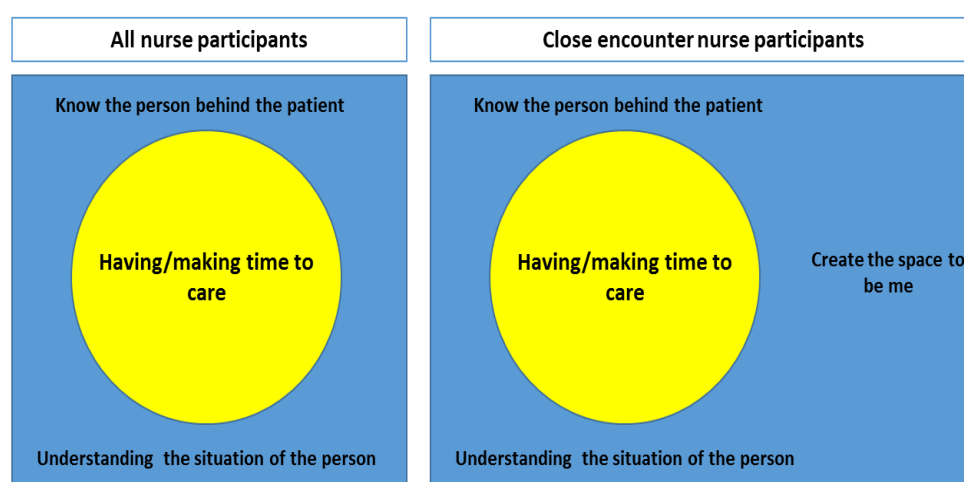 All nurse participants
Close encounter nurse participants
Know the person behind the patient
Having/making time to
care
Understanding the situation of the person
Know the person behind the patient
Having/making time to
care
Create the space to
be me
Understanding the situation of the person